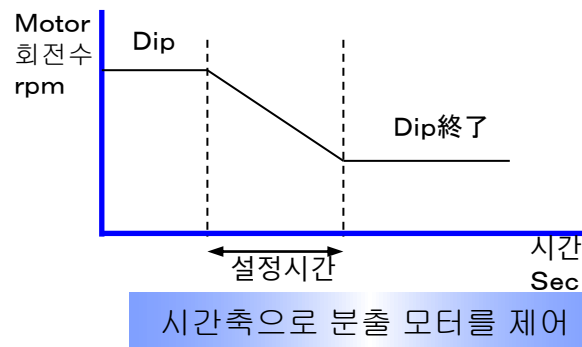 Motor
회전수
rpm
Dip
Dip終了
설정시간
시간
Sec
시간축으로 분출 모터를 제어